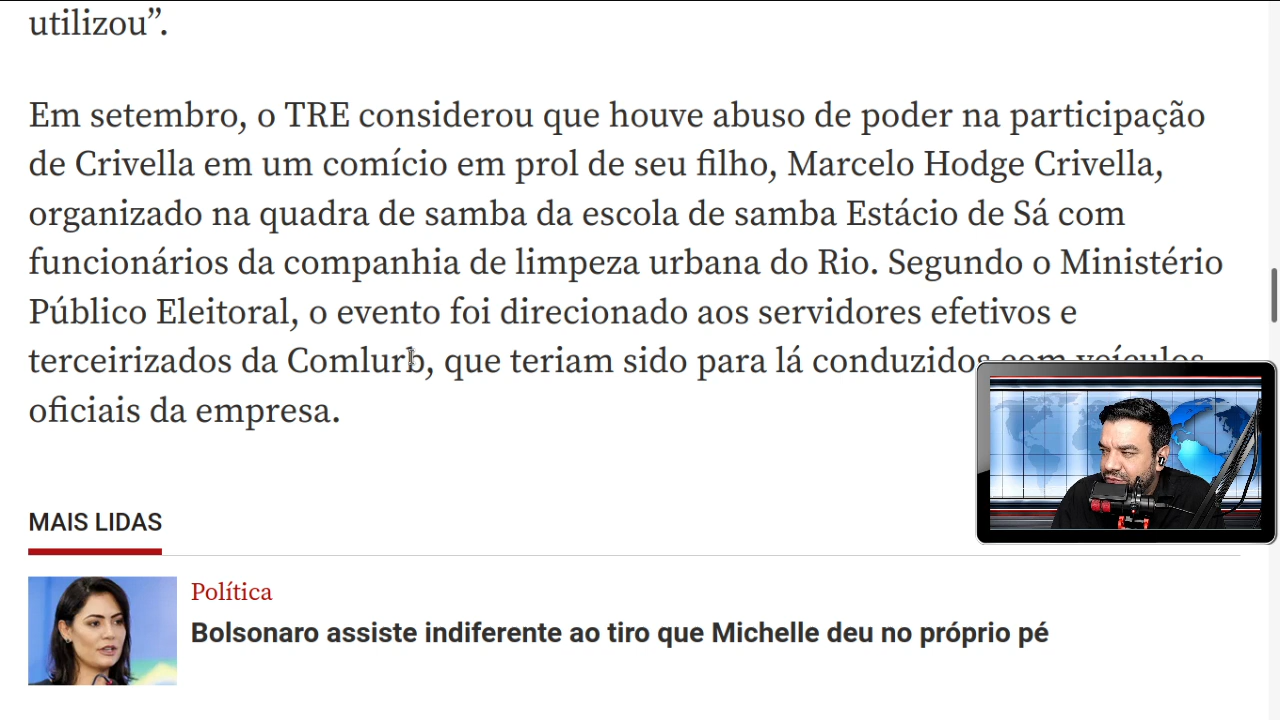 utilizou”.
Em setembro, o TRE considerou que houve abuso de poder na participação
de Crivella em um comício em prol de seu filho, Marcelo Hodge Crivella,
organizado na quadra de samba da escola de samba Estácio de Sá com
funcionários da companhia de limpeza urbana do Rio. Segundo o Ministério
Público Eleitoral, o evento foi direcionado aos servidores efetivos e
terceirizados da Comlurb, que teriam sido para lá conduzidos com veículos
oficiais da empresa.
MAIS LIDAS
Política
Bolsonaro assiste indiferente ao tiro que Michelle deu no próprio pé